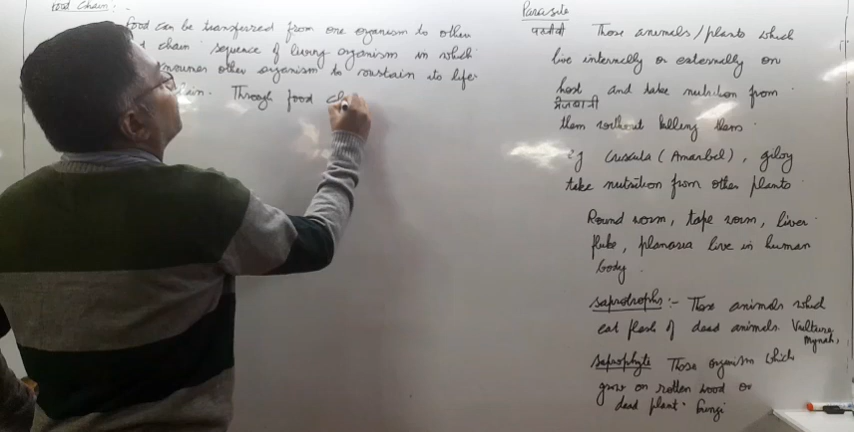 Food Chain :-
Food can be transferred from one organism to other
chain sequence of living organism in which
other organism to sustain its life
Through food ch
Parasite
परजीवी Those animals/plants which
live internally or externally on
host and take nutrition from
मेजबानी
them without killing them
eg Cuscuta (Amarbel), giloy
take nutrition from other plants
Round worm, tape worm, liver
fluke, planaria live in human
body.
Saprotrophs :- Those animals which
eat flesh of dead animals. Vulture,
Mynah,
Saprophyte Those organism which
grow on rotten wood or
dead plant. Fungi